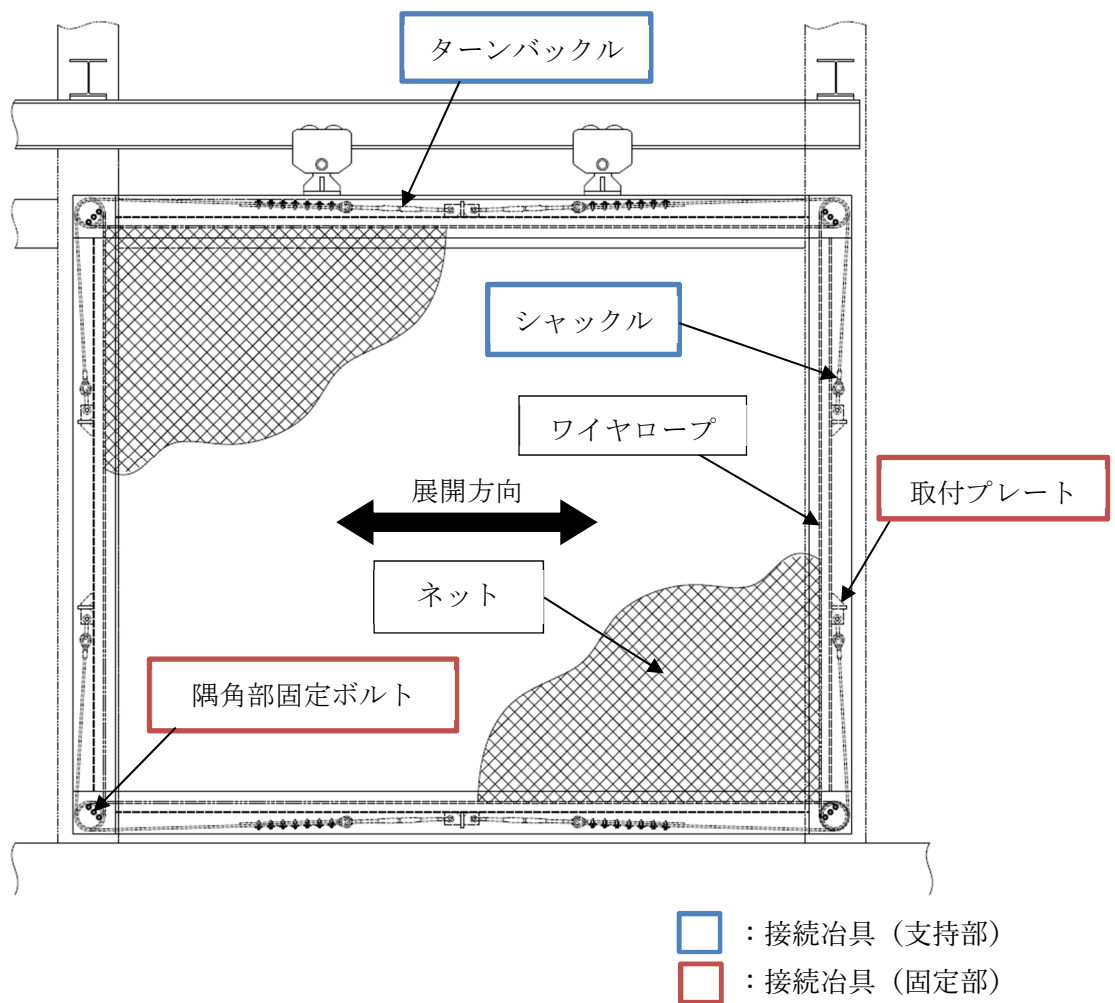 ターンバックル
シャックル
ワイヤロープ
取付プレート
展開方向
ネット
隅角部固定ボルト
：接続冶具（支持部）
：接続冶具（固定部）